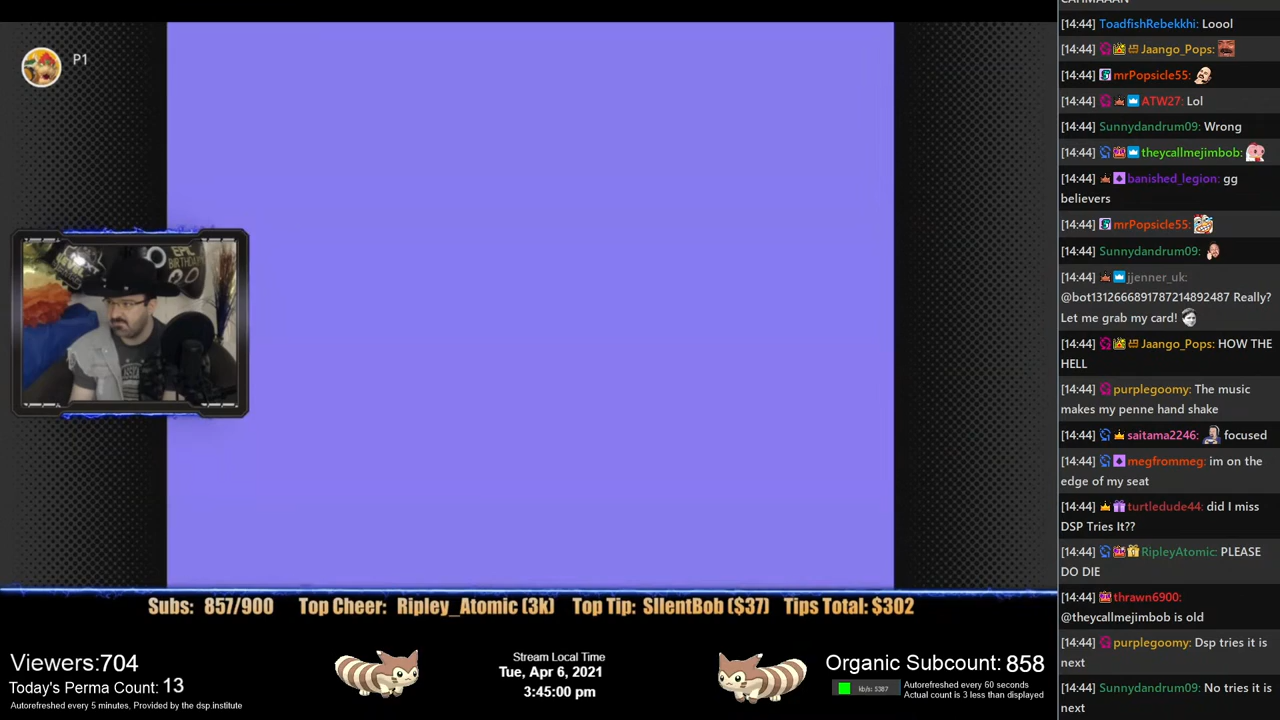 P1
EPIC
BIRTHDAY
Subs: 857/900 Top Cheer: Ripley_Atomic (3k) Top Tip: SIlentBob ($37) Tips Total: $302
Viewers:704
Today's Perma Count: 13
Autorefreshed every 5 minutes, Provided by the dsp.institute
Stream Local Time
Tue, Apr 6, 2021
3:45:00 pm
Organic Subcount: 858
kb/s: 5387
Autorefreshed every 60 seconds
Actual count is 3 less than displayed
[14:44] ToadfishRebekkhi: Loool
[14:44] Jaango_Pops:
[14:44] mrPopsicle55:
[14:44] ATW27: Lol
[14:44] Sunnydandrum09: Wrong
[14:44] theycallmejimbob:
[14:44] banished_legion: gg
believers
[14:44] mrPopsicle55:
[14:44] Sunnydandrum09:
[14:44] jjenner_uk:
@bot1312666891787214892487 Really?
Let me grab my card!
[14:44] Jaango_Pops: HOW THE
HELL
[14:44] purplegoomy: The music
makes my penne hand shake
[14:44] saitama2246: focused
[14:44] megfrommeg: im on the
edge of my seat
[14:44] turtledude44: did I miss
DSP Tries It??
[14:44] RipleyAtomic: PLEASE
DO DIE
[14:44] thrawn6900:
@theycallmejimbob is old
[14:44] purplegoomy: Dsp tries it is
next
[14:44] Sunnydandrum09: No tries it is
next